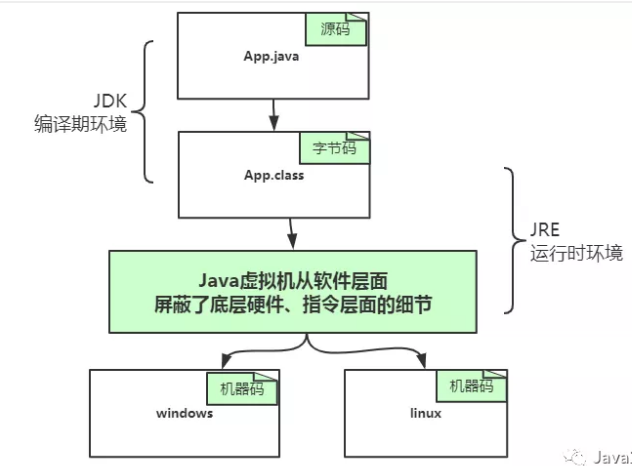 源码
App.java
JDK
编译期环境
字节码
App.class
JRE
运行时环境
Java虚拟机从软件层面
屏蔽了底层硬件、指令层面的细节
机器码
windows
机器码
linux
Java